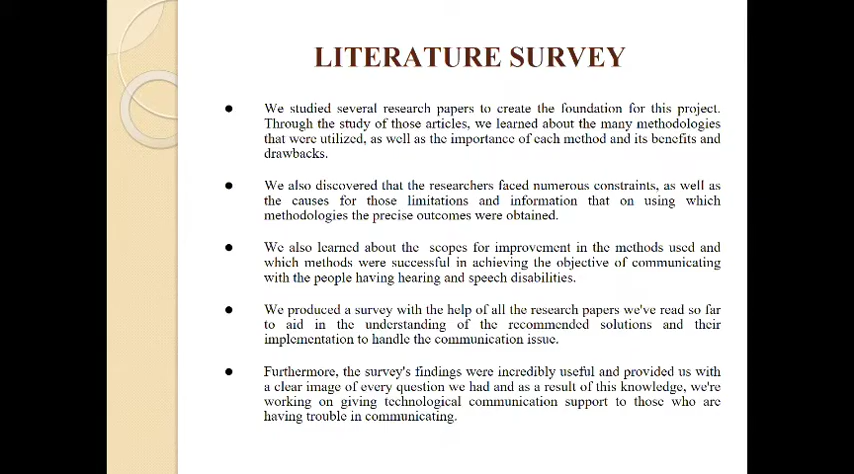 LITERATURE SURVEY
● We studied several research papers to create the foundation for this project.
Through the study of those articles, we learned about the many methodologies
that were utilized, as well as the importance of each method and its benefits and
drawbacks.
● We also discovered that the researchers faced numerous constraints, as well as
the causes for those limitations and information that on using which
methodologies the precise outcomes were obtained.
● We also learned about the scopes for improvement in the methods used and
which methods were successful in achieving the objective of communicating
with the people having hearing and speech disabilities.
● We produced a survey with the help of all the research papers we've read so far
to aid in the understanding of the recommended solutions and their
implementation to handle the communication issue.
● Furthermore, the survey's findings were incredibly useful and provided us with
a clear image of every question we had and as a result of this knowledge, we're
working on giving technological communication support to those who are
having trouble in communicating.